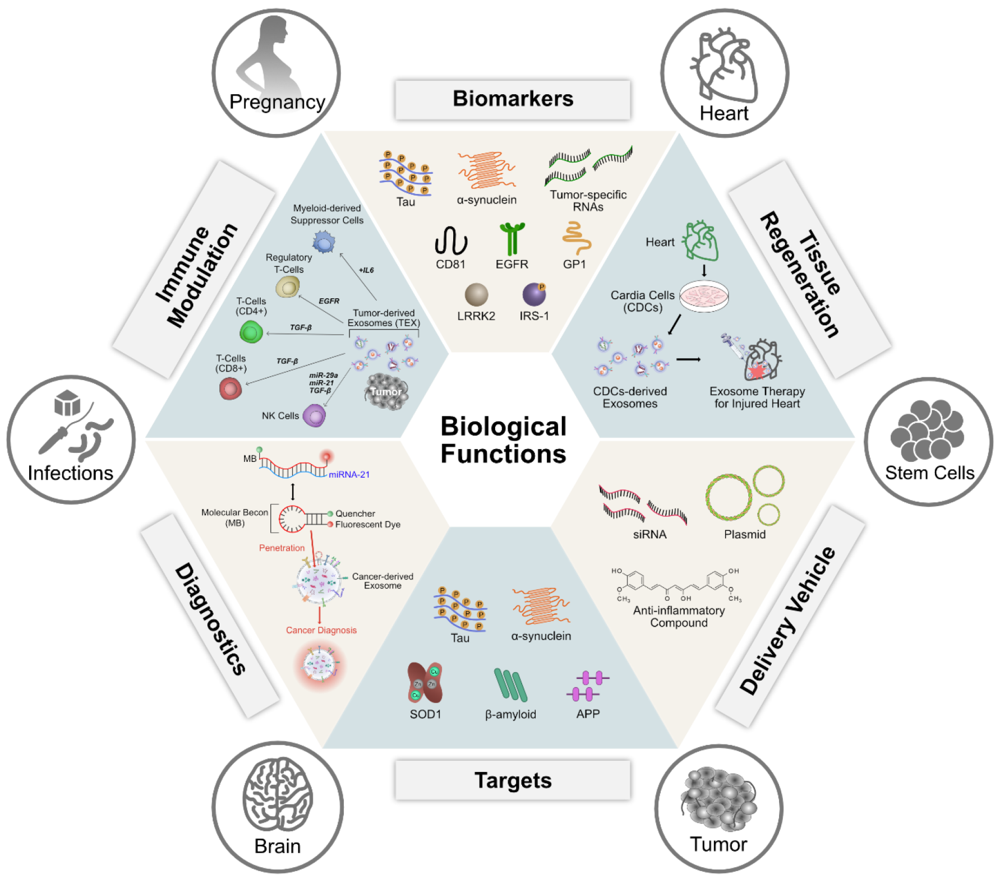 Pregnancy
Heart
Biomarkers
Immune
Modulation
Tissue
Regeneration
Infections
Stem Cells
Diagnostics
Delivery Vehicle
Brain
Targets
Tumor
Biological
Functions
P P P P
P P P P
P P P P
Tau
α-synuclein
Tumor-specific
RNAs
CD81
EGFR
GP1
LRRK2
P
IRS-1
Myeloid-derived
Suppressor Cells
Regulatory
T-Cells
T-Cells
(CD4+)
T-Cells
(CD8+)
NK Cells
+IL6
EGFR
TGF-β
TGF-β
miR-29a
miR-21
TGF-β
Tumor-derived
Exosomes (TEX)
Tumor
Heart
Cardia Cells
(CDCs)
CDCs-derived
Exosomes
Exosome Therapy
for Injured Heart
MB
miRNA-21
Molecular Becon
(MB)
Quencher
Fluorescent Dye
Penetration
Cancer-derived
Exosome
Cancer Diagnosis
siRNA
Plasmid
HO
OH
O
CH3
O
OH
O
CH3
Anti-inflammatory
Compound
P P P P
P P P P
P P P P
Tau
α-synuclein
Cu
Zn Zn
Cu
SOD1
β-amyloid
APP